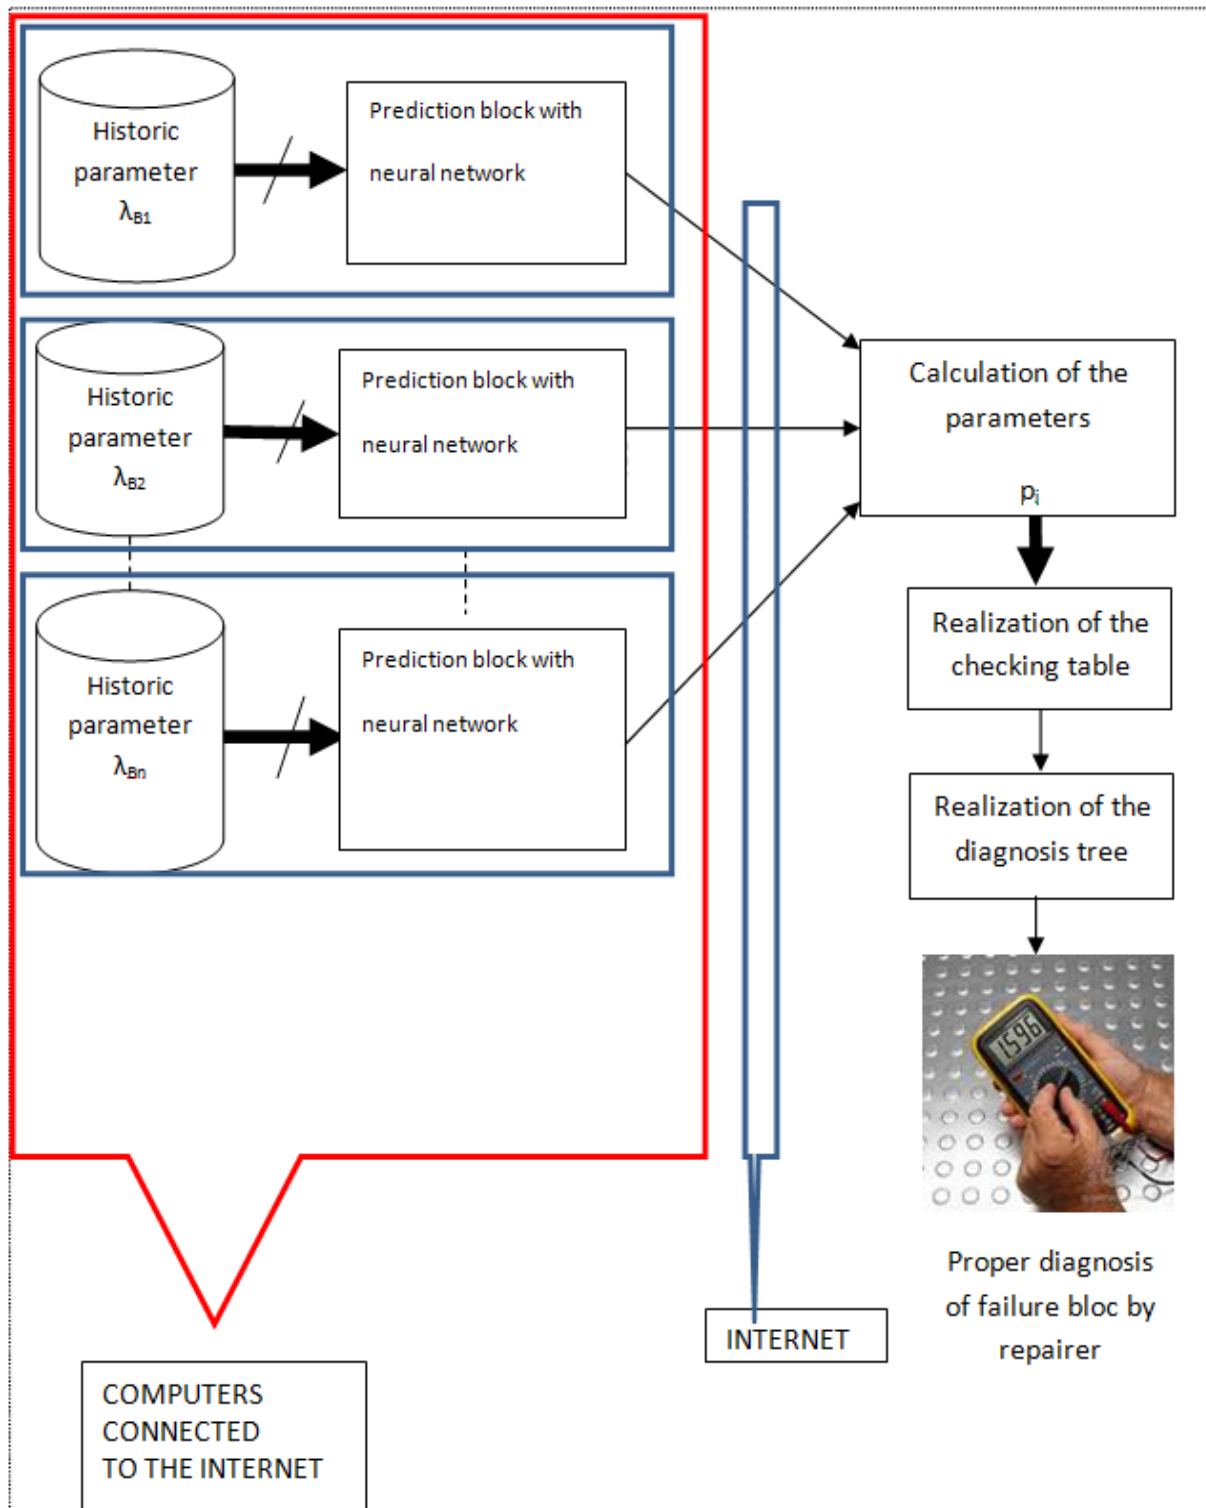 Historic
parameter
λB1
Prediction block with
neural network
Historic
parameter
λB2
Prediction block with
neural network
Historic
parameter
λBn
Prediction block with
neural network
Calculation of the
parameters
pi
Realization of the
checking table
Realization of the
diagnosis tree
1.596
Proper diagnosis
of failure bloc by
repairer
INTERNET
COMPUTERS
CONNECTED
TO THE INTERNET